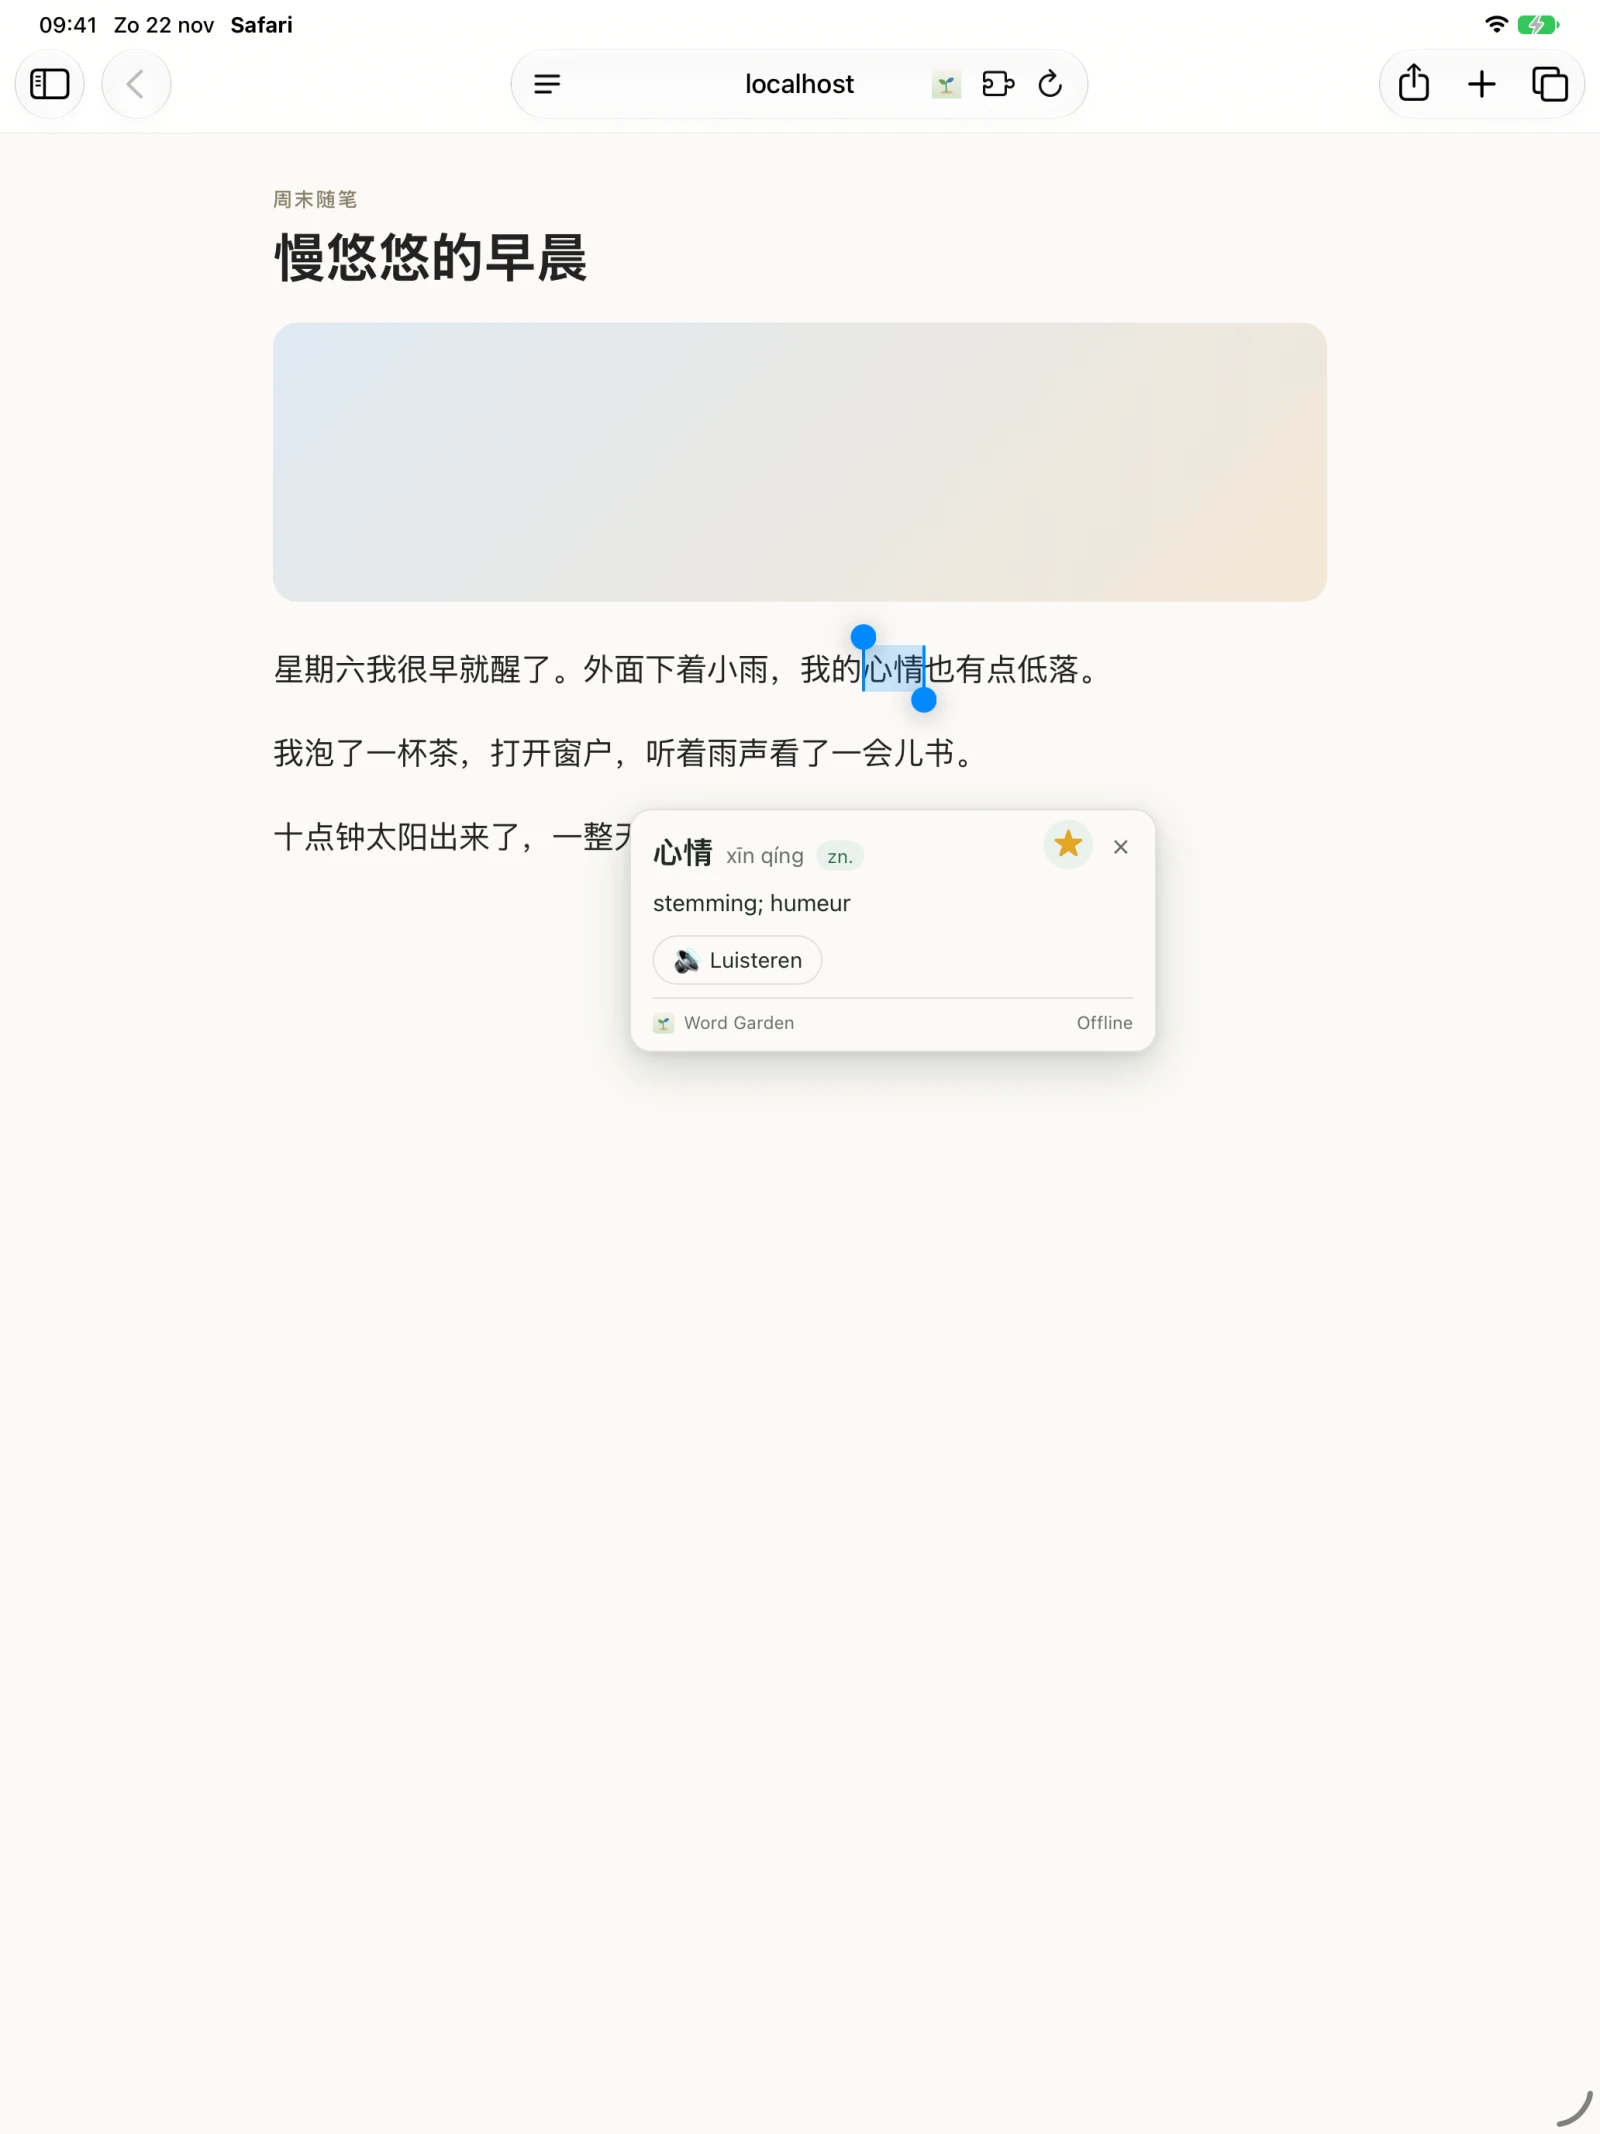 09:41 Zo 22 nov Safari
localhost
周末随笔
慢悠悠的早晨
星期六我很早就醒了。外面下着小雨，我的心情也有点低落。
我泡了一杯茶，打开窗户，听着雨声看了一会儿书。
十点钟太阳出来了，一整天
心情 xīn qíng zn.
stemming; humeur
Luisteren
Word Garden Offline